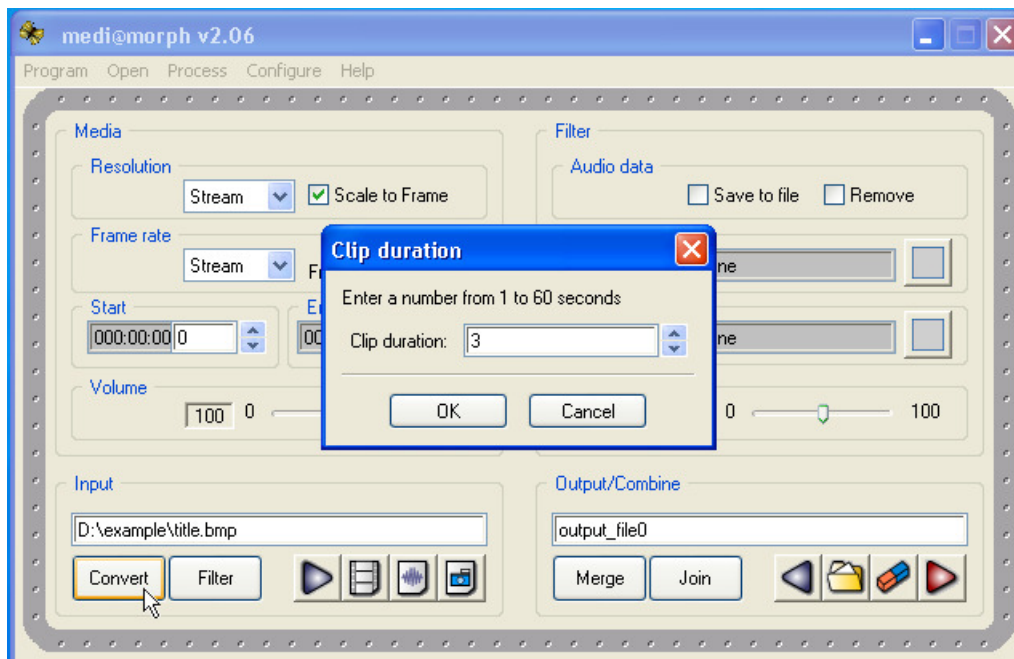 medi@morph v2.06
Program Open Process Configure Help
Media
Filter
Resolution
Audio data
Stream
Scale to Frame
Save to file
Remove
Frame rate
Stream
Clip duration
Enter a number from 1 to 60 seconds
Clip duration: 3
OK
Cancel
Start
000:00:00 0
Volume
100 0
0 100
Input
Output/Combine
D:\example\title.bmp
output_file0
Convert
Filter
Merge
Join